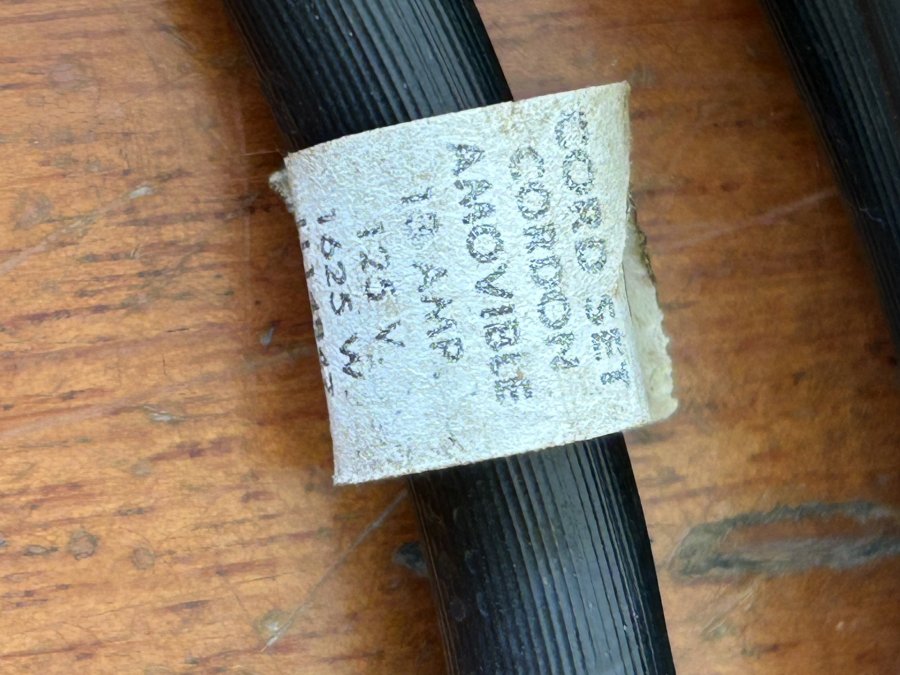 CORD SET
CORDON
AMOVIBLE
13 AMP
125 V.
1625 W